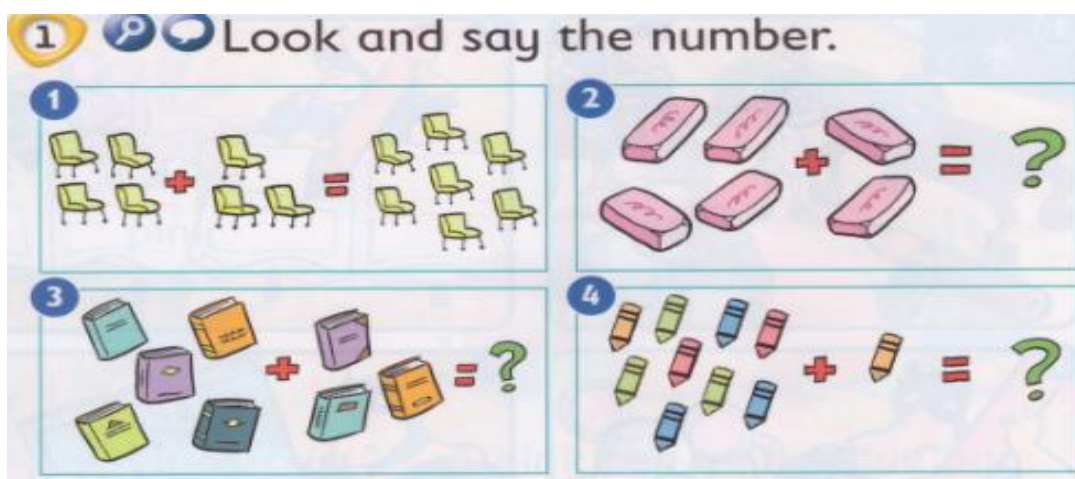 1 Look and say the number.
1
+ =
2
+ = ?
3
+ = ?
4
+ = ?